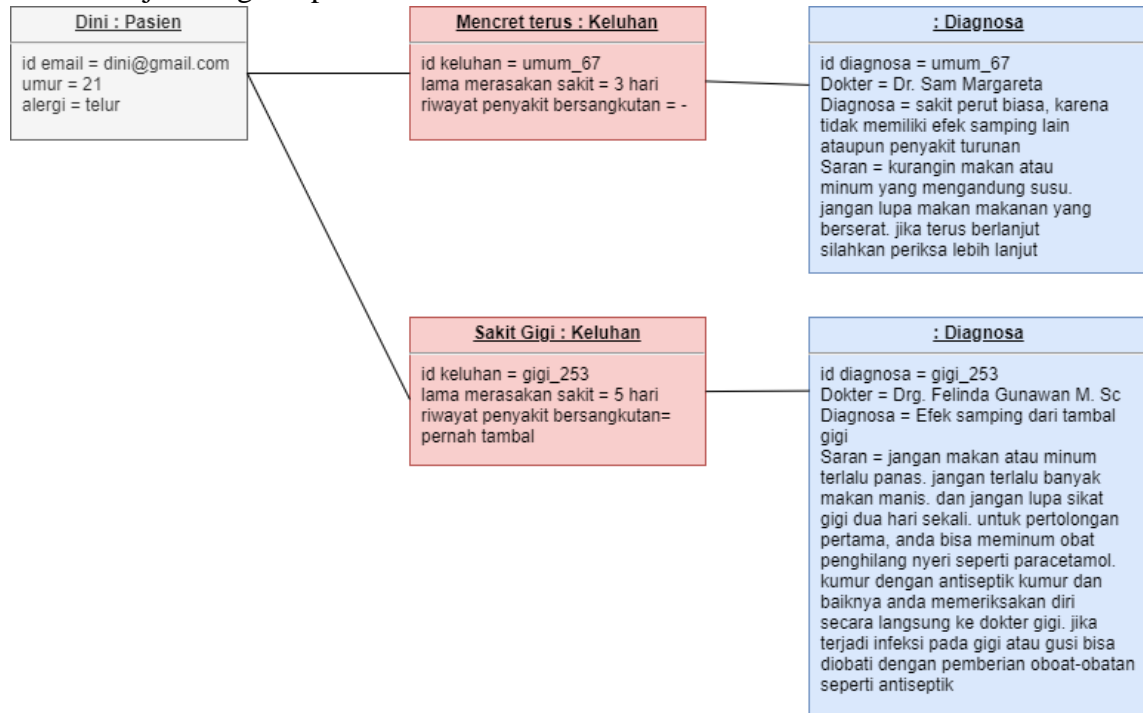 Dini : Pasien
id email = dini@gmail.com
umur = 21
alergi = telur
Mencret terus : Keluhan
id keluhan = umum_67
lama merasakan sakit = 3 hari
riwayat penyakit bersangkutan = -
: Diagnosa
id diagnosa = umum_67
Dokter = Dr. Sam Margareta
Diagnosa = sakit perut biasa, karena
tidak memiliki efek samping lain
ataupun penyakit turunan
Saran = kurangin makan atau
minum yang mengandung susu.
jangan lupa makan makanan yang
berserat. jika terus berlanjut
silahkan periksa lebih lanjut
Sakit Gigi : Keluhan
id keluhan = gigi_253
lama merasakan sakit = 5 hari
riwayat penyakit bersangkutan=
pernah tambal
: Diagnosa
id diagnosa = gigi_253
Dokter = Drg. Felinda Gunawan M. Sc
Diagnosa = Efek samping dari tambal
gigi
Saran = jangan makan atau minum
terlalu panas. jangan terlalu banyak
makan manis. dan jangan lupa sikat
gigi dua hari sekali. untuk pertolongan
pertama, anda bisa meminum obat
penghilang nyeri seperti paracetamol.
kumur dengan antiseptik kumur dan
baiknya anda memeriksakan diri
secara langsung ke dokter gigi. jika
terjadi infeksi pada gigi atau gusi bisa
diobati dengan pemberian oboat-obatan
seperti antiseptik